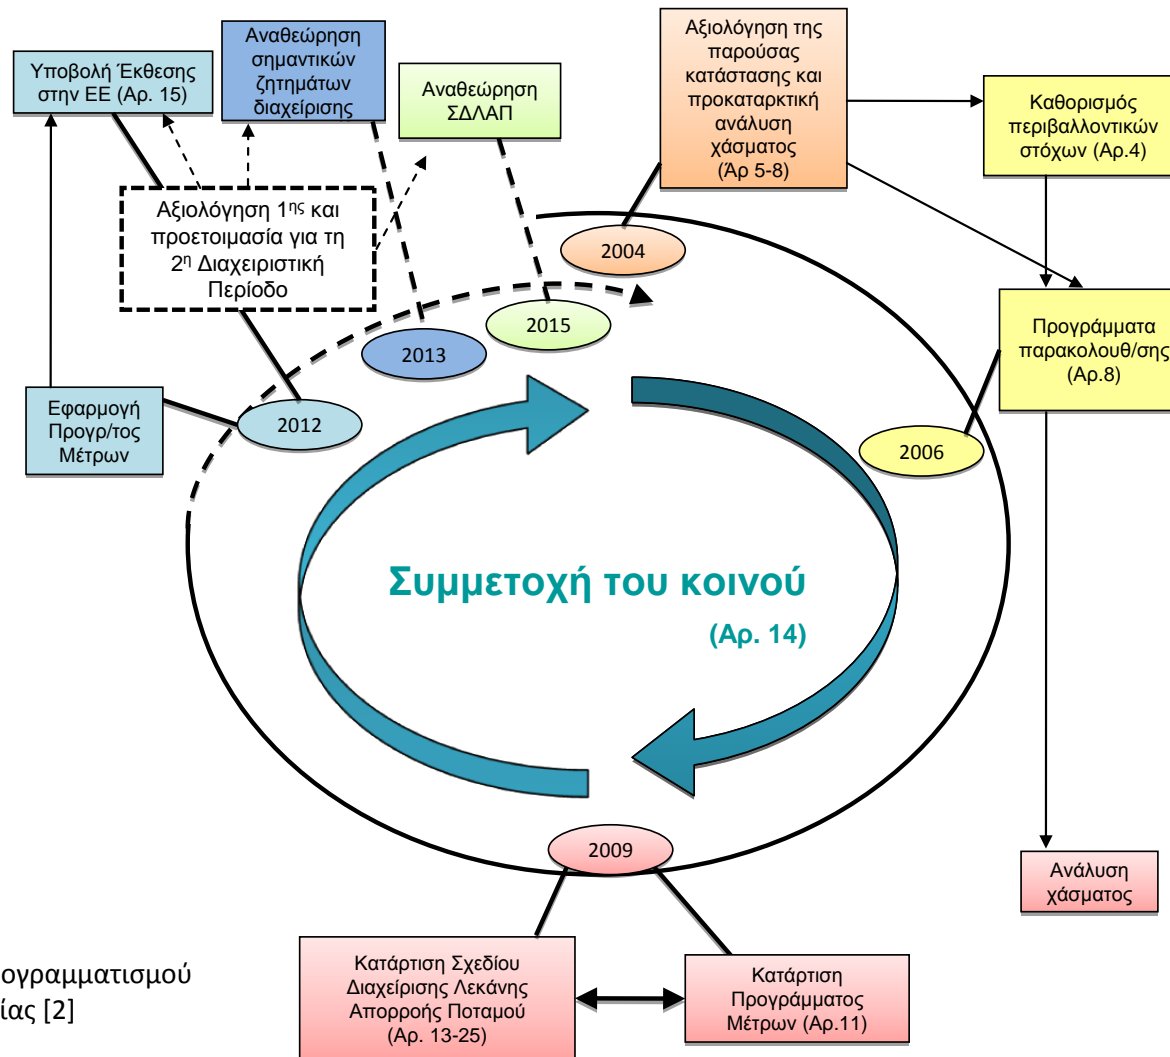 Υποβολή Έκθεσης
στην ΕΕ (Αρ. 15)
Αναθεώρηση
σημαντικών
ζητημάτων
διαχείρισης
Αναθεώρηση
ΣΔΛΑΠ
Αξιολόγηση της
παρούσας
κατάστασης και
προκαταρκτική
ανάλυση
χάσματος
(Άρ 5-8)
Καθορισμός
περιβαλλοντικών
στόχων (Αρ.4)
Αξιολόγηση 1ης και
προετοιμασία για τη
2η Διαχειριστική
Περίοδο
2004
2015
2013
2012
Εφαρμογή
Προγρ/τος
Μέτρων
Προγράμματα
παρακολουθ/σης
(Αρ.8)
2006
Συμμετοχή του κοινού
(Αρ. 14)
2009
Ανάλυση
χάσματος
Κατάρτιση Σχεδίου
Διαχείρισης Λεκάνης
Απορροής Ποταμού
(Αρ. 13-25)
Κατάρτιση
Προγράμματος
Μέτρων (Αρ.11)
ογραμματισμού
ίας [2]